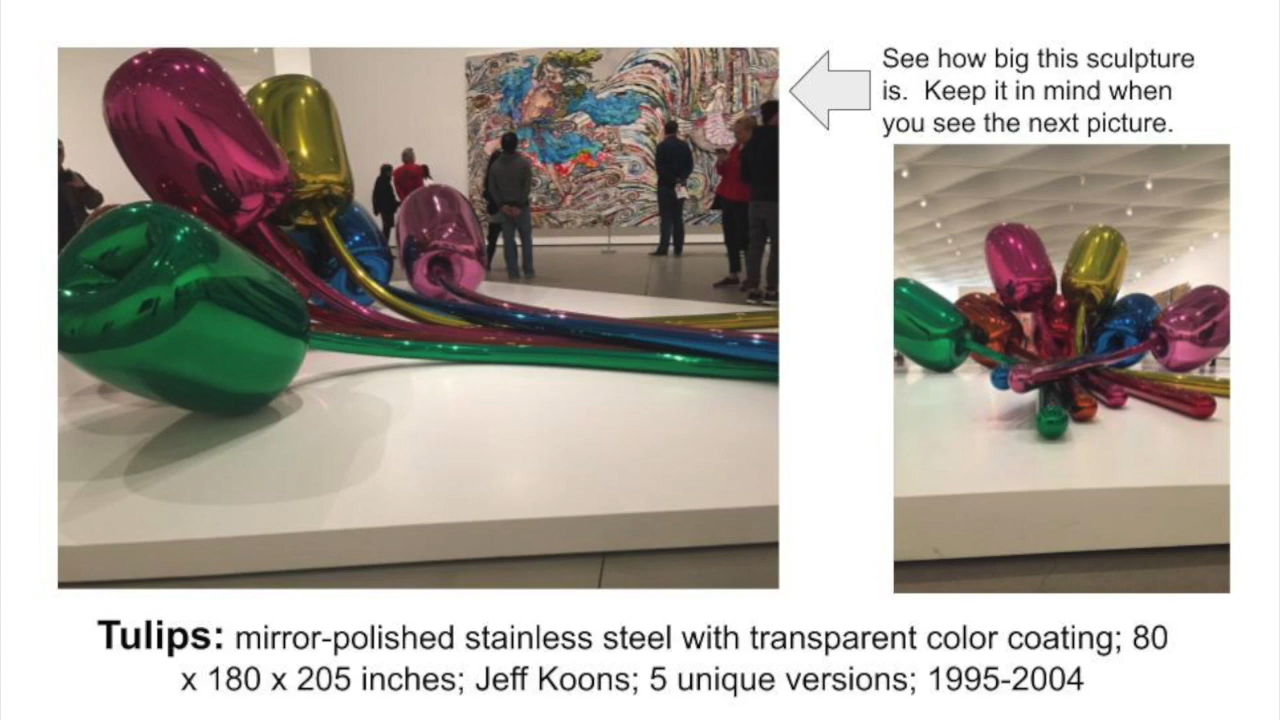 See how big this sculpture
is.  Keep it in mind when
you see the next picture.
Tulips: mirror-polished stainless steel with transparent color coating; 80
x 180 x 205 inches; Jeff Koons; 5 unique versions; 1995-2004